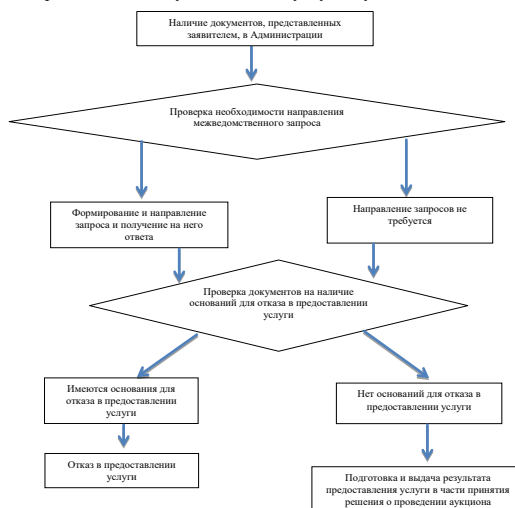 Наличие документов, представленных
заявителем, в Администрации
Проверка необходимости направления
межведомственного запроса
Формирование и направление
запроса и получение на него
ответа
Направление запросов не
требуется
Проверка документов на наличие
оснований для отказа в предоставлении
услуги
Имеются основания для
отказа в предоставлении
услуги
Нет оснований для отказа в
предоставлении услуги
Отказ в предоставлении
услуги
Подготовка и выдача результата
предоставления услуги в части принятия
решения о проведении аукциона